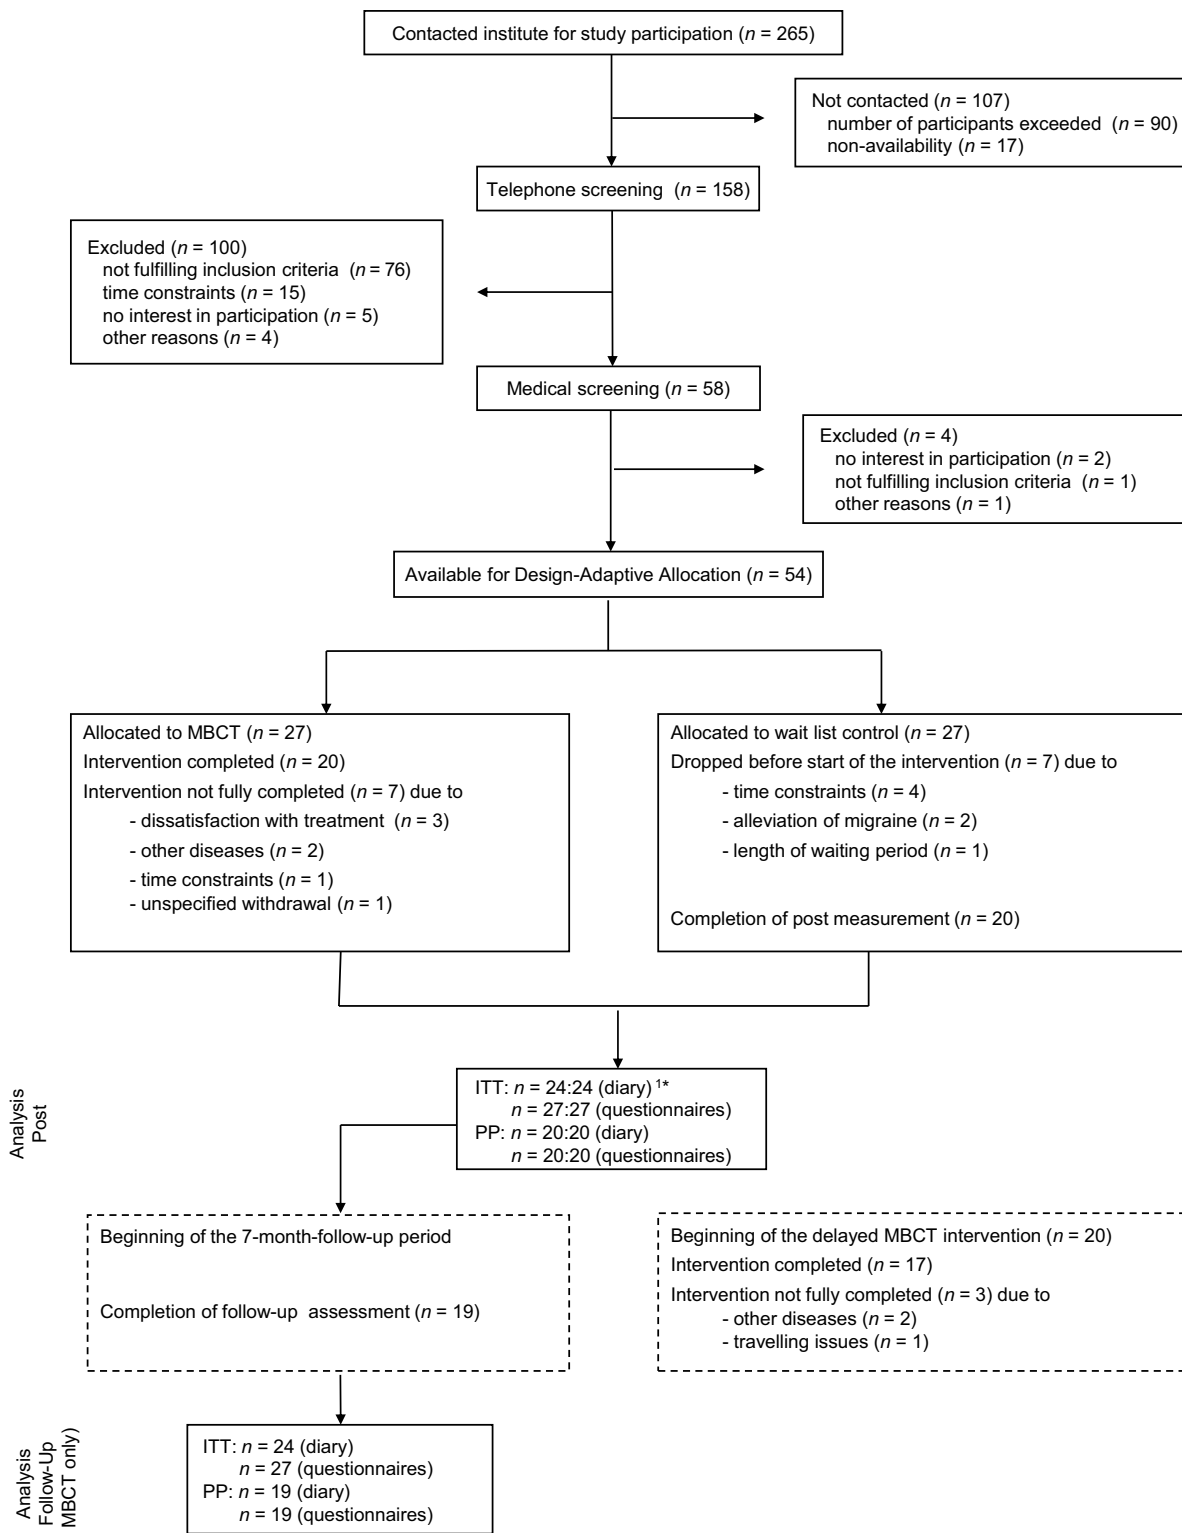 Contacted institute for study participation (n = 265)
Not contacted (n = 107)
number of participants exceeded (n = 90)
non-availability (n = 17)
Telephone screening (n = 158)
Excluded (n = 100)
not fulfilling inclusion criteria (n = 76)
time constraints (n = 15)
no interest in participation (n = 5)
other reasons (n = 4)
Medical screening (n = 58)
Excluded (n = 4)
no interest in participation (n = 2)
not fulfilling inclusion criteria (n = 1)
other reasons (n = 1)
Available for Design-Adaptive Allocation (n = 54)
Allocated to MBCT (n = 27)
Intervention completed (n = 20)
Intervention not fully completed (n = 7) due to
- dissatisfaction with treatment (n = 3)
- other diseases (n = 2)
- time constraints (n = 1)
- unspecified withdrawal (n = 1)
Allocated to wait list control (n = 27)
Dropped before start of the intervention (n = 7) due to
- time constraints (n = 4)
- alleviation of migraine (n = 2)
- length of waiting period (n = 1)
Completion of post measurement (n = 20)
Analysis
Post
ITT: n = 24:24 (diary) 1*
n = 27:27 (questionnaires)
PP: n = 20:20 (diary)
n = 20:20 (questionnaires)
Beginning of the 7-month-follow-up period
Completion of follow-up assessment (n = 19)
Beginning of the delayed MBCT intervention (n = 20)
Intervention completed (n = 17)
Intervention not fully completed (n = 3) due to
- other diseases (n = 2)
- travelling issues (n = 1)
Analysis
Follow-Up
MBCT only)
ITT: n = 24 (diary)
n = 27 (questionnaires)
PP: n = 19 (diary)
n = 19 (questionnaires)